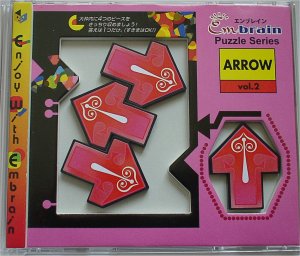 大枠内に4つのピースを
きっちり収めましょう!
答えは1つだけ。(すきまはOK!)
エンブレイン
Embrain
Puzzle Series
ARROW
vol.2
Enjoy With Embrain